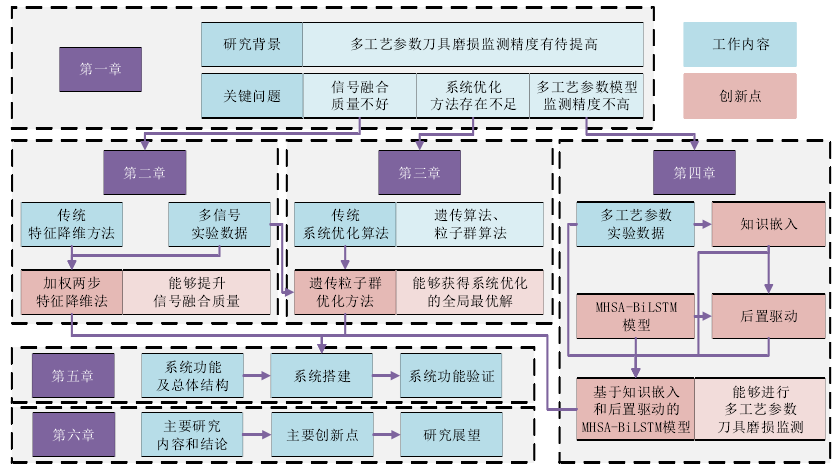 第一章
研究背景
多工艺参数刀具磨损监测精度有待提高
关键问题
信号融合
质量不好
系统优化
方法存在不足
多工艺参数模型
监测精度不高
工作内容
创新点
第二章
传统
特征降维方法
多信号
实验数据
加权两步
特征降维法
能够提升
信号融合质量
第三章
传统
系统优化算法
遗传算法、
粒子群算法
遗传粒子群
优化方法
能够获得系统优化
的全局最优解
第四章
多工艺参数
实验数据
知识嵌入
MHSA-BiLSTM
模型
后置驱动
基于知识嵌入
和后置驱动的
MHSA-BiLSTM模型
能够进行
多工艺参数
刀具磨损监测
第五章
系统功能
及总体结构
系统搭建
系统功能验证
第六章
主要研究
内容和结论
主要创新点
研究展望